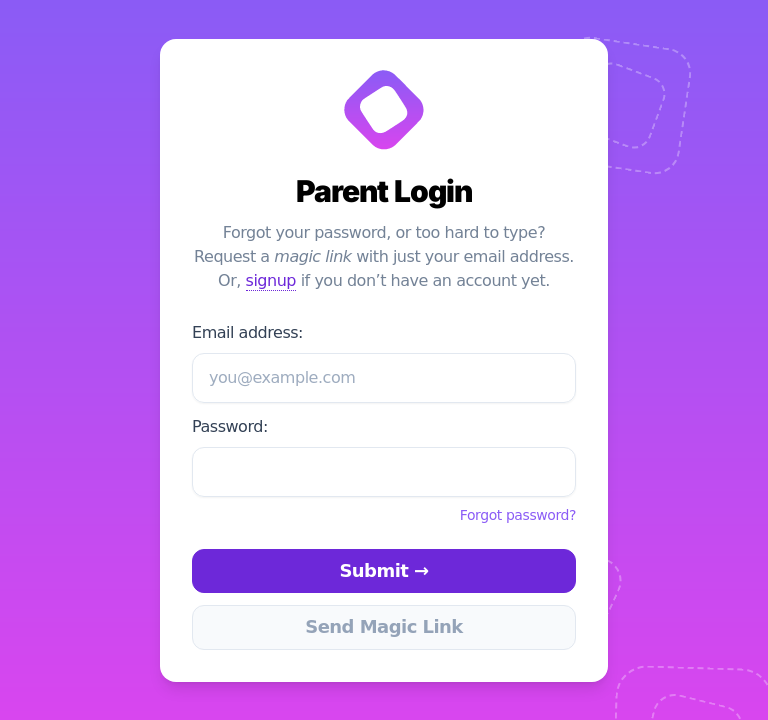 Parent Login
Forgot your password, or too hard to type?
Request a magic link with just your email address.
Or, signup if you don’t have an account yet.
Email address:
you@example.com
Password:
Forgot password?
Submit →
Send Magic Link